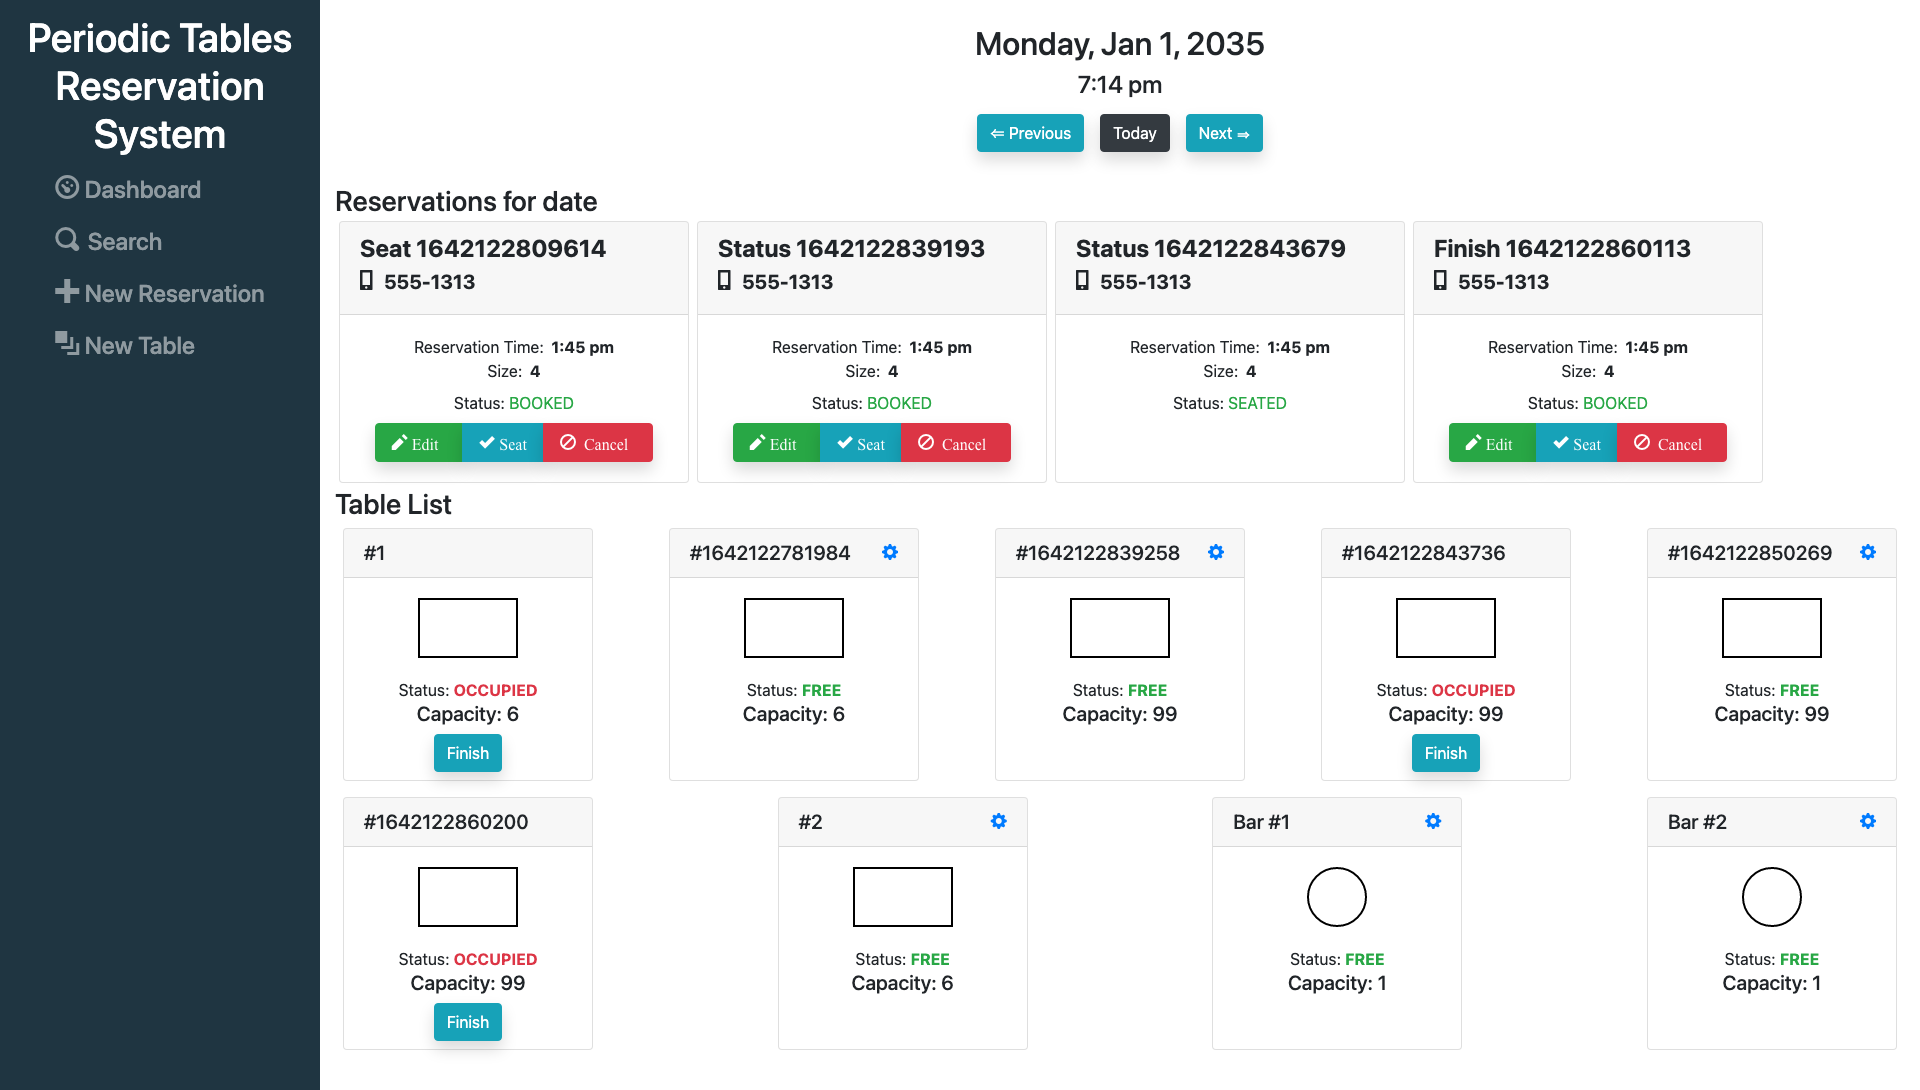 Periodic Tables
Reservation
System
Dashboard
Search
New Reservation
New Table
Monday, Jan 1, 2035
7:14 pm
⇐ Previous
Today
Next ⇒
Reservations for date
Seat 1642122809614
555-1313
Reservation Time: 1:45 pm
Size: 4
Status: BOOKED
Edit
Seat
Cancel
Status 1642122839193
555-1313
Reservation Time: 1:45 pm
Size: 4
Status: BOOKED
Edit
Seat
Cancel
Status 1642122843679
555-1313
Reservation Time: 1:45 pm
Size: 4
Status: SEATED
Finish 1642122860113
555-1313
Reservation Time: 1:45 pm
Size: 4
Status: BOOKED
Edit
Seat
Cancel
Table List
#1
Status: OCCUPIED
Capacity: 6
Finish
#1642122781984
Status: FREE
Capacity: 6
#1642122839258
Status: FREE
Capacity: 99
#1642122843736
Status: OCCUPIED
Capacity: 99
Finish
#1642122850269
Status: FREE
Capacity: 99
#1642122860200
Status: OCCUPIED
Capacity: 99
Finish
#2
Status: FREE
Capacity: 6
Bar #1
Status: FREE
Capacity: 1
Bar #2
Status: FREE
Capacity: 1